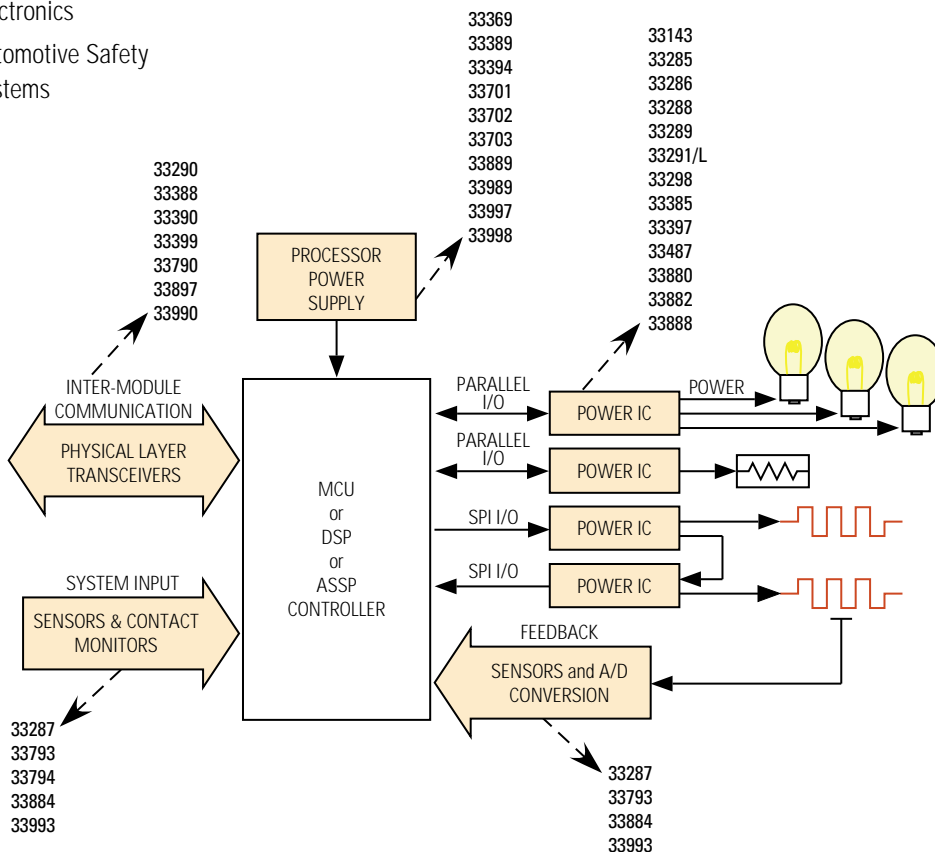 ctronics
tomotive Safety
stems
33290
33388
33390
33399
33790
33897
33990
33369
33389
33394
33701
33702
33703
33889
33989
33997
33998
33143
33285
33286
33288
33289
33291/L
33298
33385
33397
33487
33880
33882
33888
PROCESSOR
POWER
SUPPLY
INTER-MODULE
COMMUNICATION
PHYSICAL LAYER
TRANSCEIVERS
SYSTEM INPUT
SENSORS & CONTACT
MONITORS
MCU
or
DSP
or
ASSP
CONTROLLER
PARALLEL
I/O
POWER IC
POWER
PARALLEL
I/O
POWER IC
SPI I/O
POWER IC
SPI I/O
POWER IC
FEEDBACK
SENSORS and A/D
CONVERSION
33287
33793
33794
33884
33993
33287
33793
33884
33993